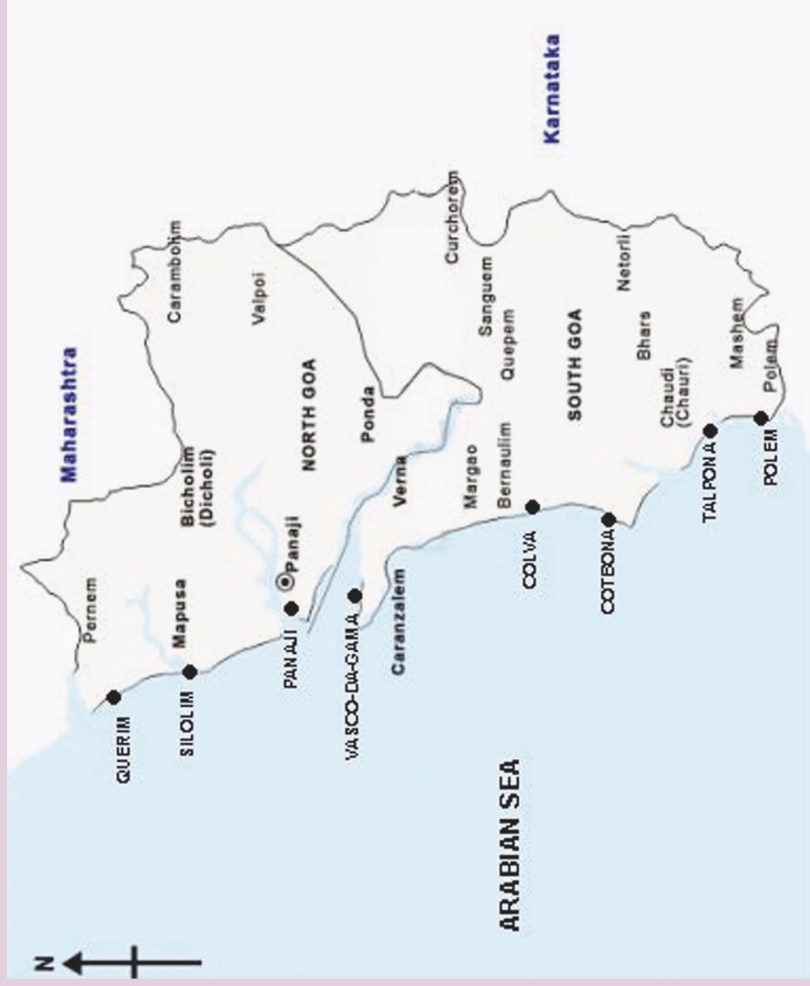 N
Maharashtra
Karnataka
Pernem
Carambolim
Bicholim
(Dicholi)
Mapusa
Valpoi
QUERIM
SILOLIM
NORTH GOA
Panaji
PANAJI
Ponda
VASCO-DA-GAMA
Verna
Caranzalem
Curchorem
Margao
Sanguem
Bernaulim
Quepem
COLVA
SOUTH GOA
COTBONA
Netorli
Bhars
Chaudi
(Chauri)
TALPONA
Mashem
Polem
POLEM
ARABIAN SEA